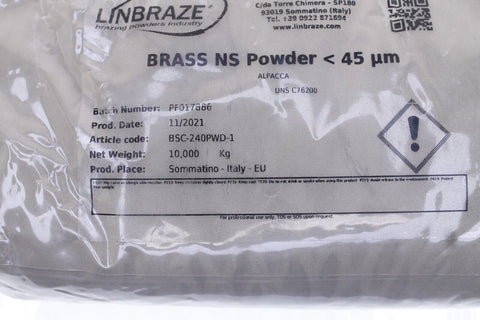 LINBRAZE®
brazing powders industry
C/da Torre Chimera - SP180
93019 Sommatino (Italy)
Tel. +39 0922 871694
www.linbraze.com
BRASS NS Powder < 45 µm
ALPACCA
UNS C76200
Batch Number: PF017886
Prod. Date: 11/2021
Article code: BSC-240PWD-1
Net Weight: 10,000 Kg
Prod. Place: Sommatino - Italy - EU
For professional use only, TDS or SDS upon request.